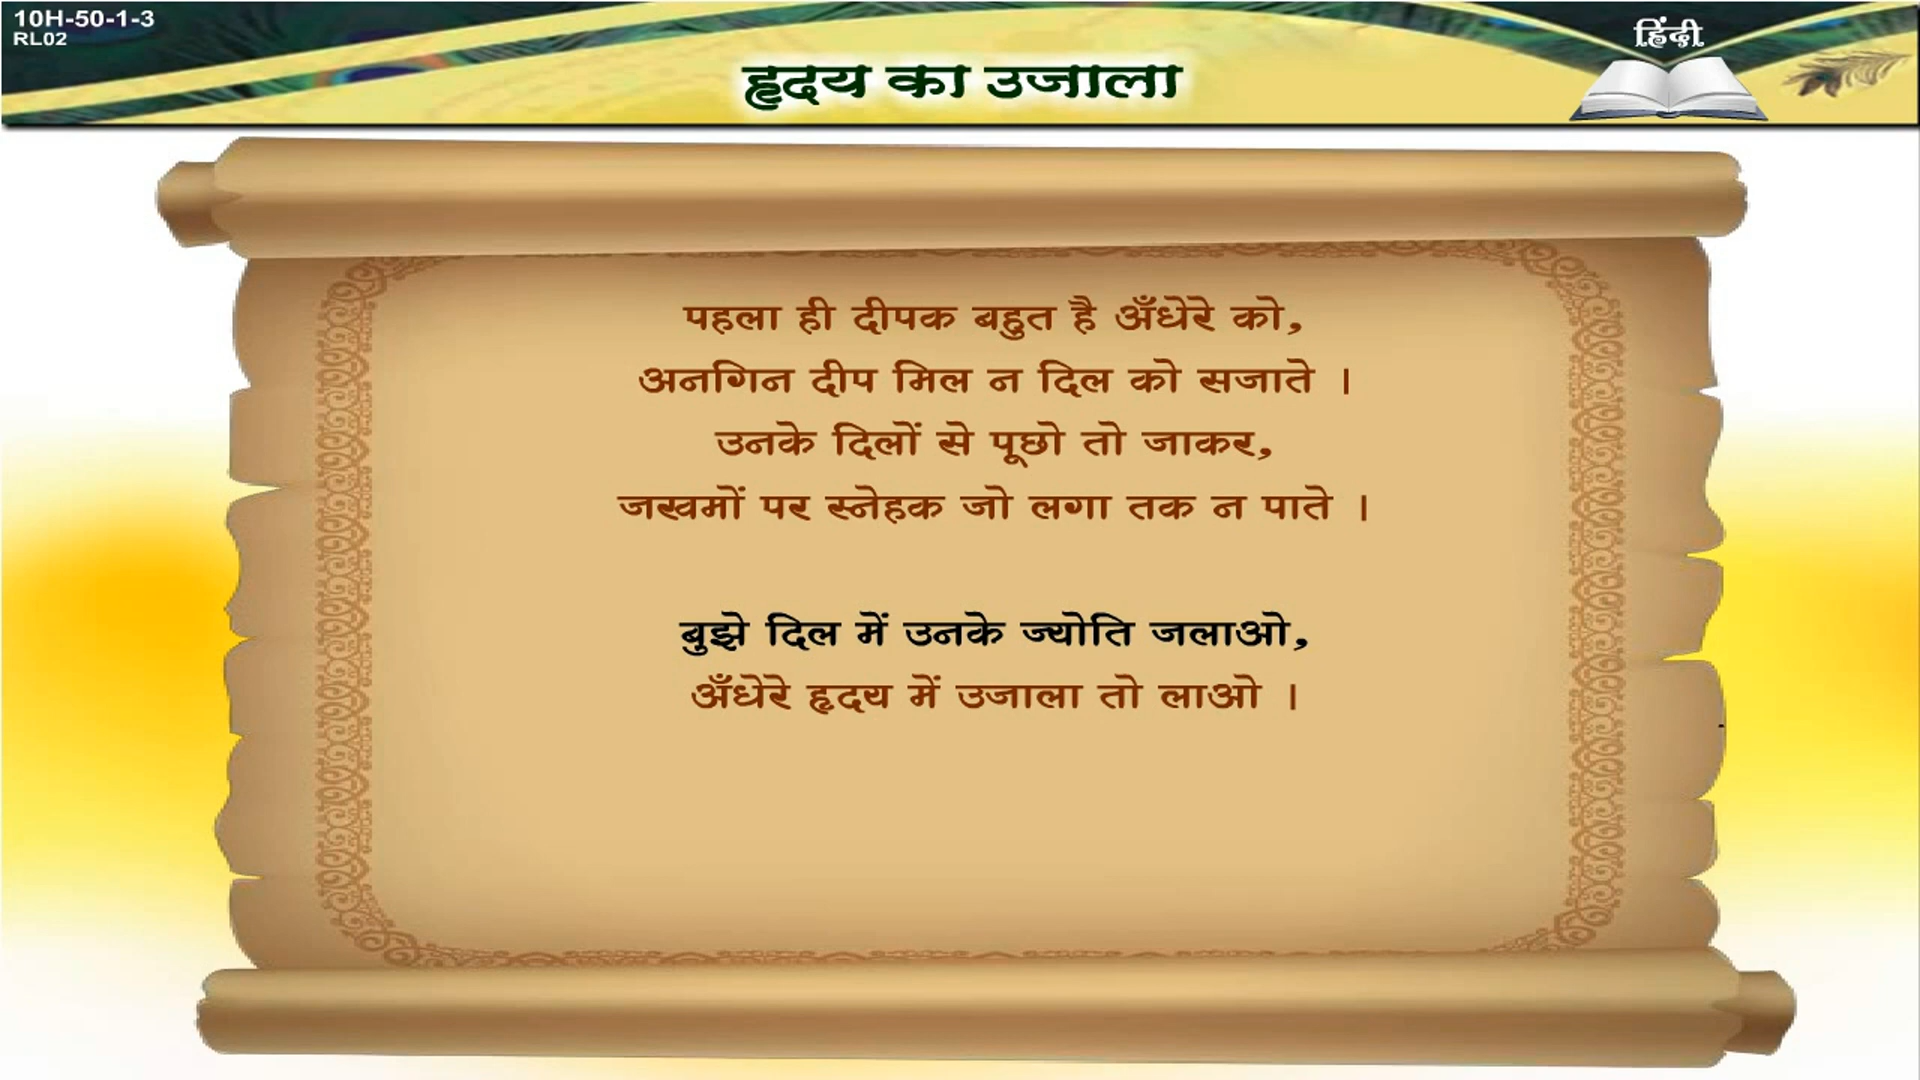 10H-50-1-3
RL02
हिंदी
हृदय का उजाला
पहला ही दीपक बहुत है अँधेरे को,
अनगिन दीप मिल न दिल को सजाते ।
उनके दिलों से पूछो तो जाकर,
जखमों पर स्नेहक जो लगा तक न पाते ।
बुझे दिल में उनके ज्योति जलाओ,
अँधेरे हृदय में उजाला तो लाओ ।